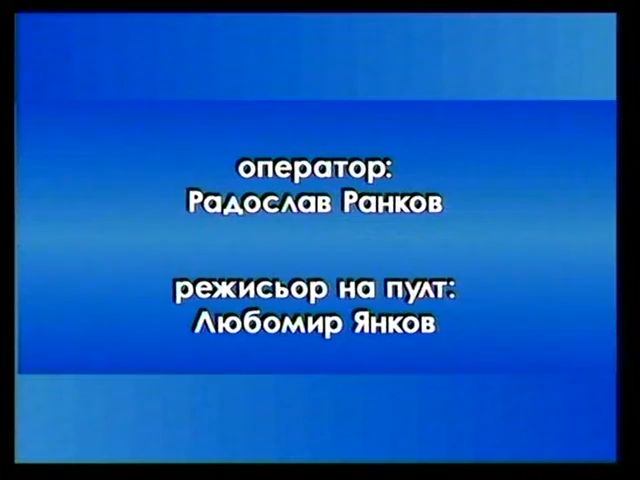 оператор:
Радослав Ранков
режисьор на пулт:
Любомир Янков